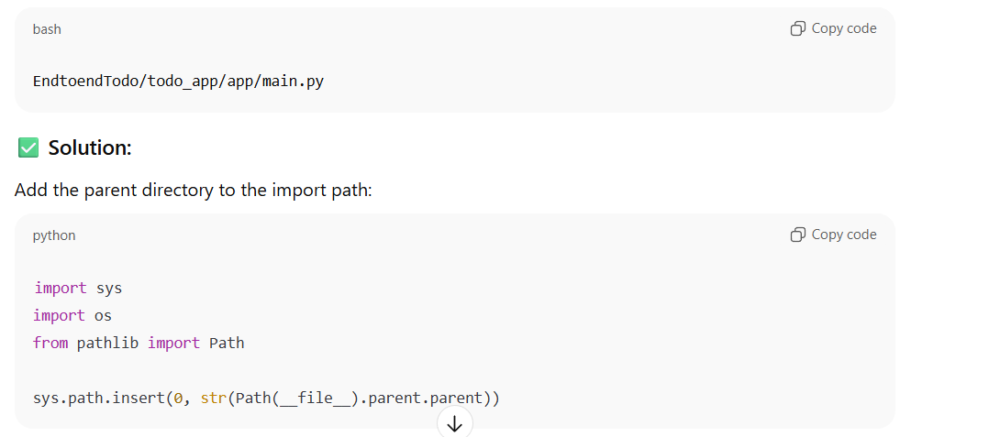 bash
Copy code
EndtoendTodo/todo_app/app/main.py
Solution:
Add the parent directory to the import path:
python
Copy code
import sys
import os
from pathlib import Path
sys.path.insert(0, str(Path(__file__).parent.parent))